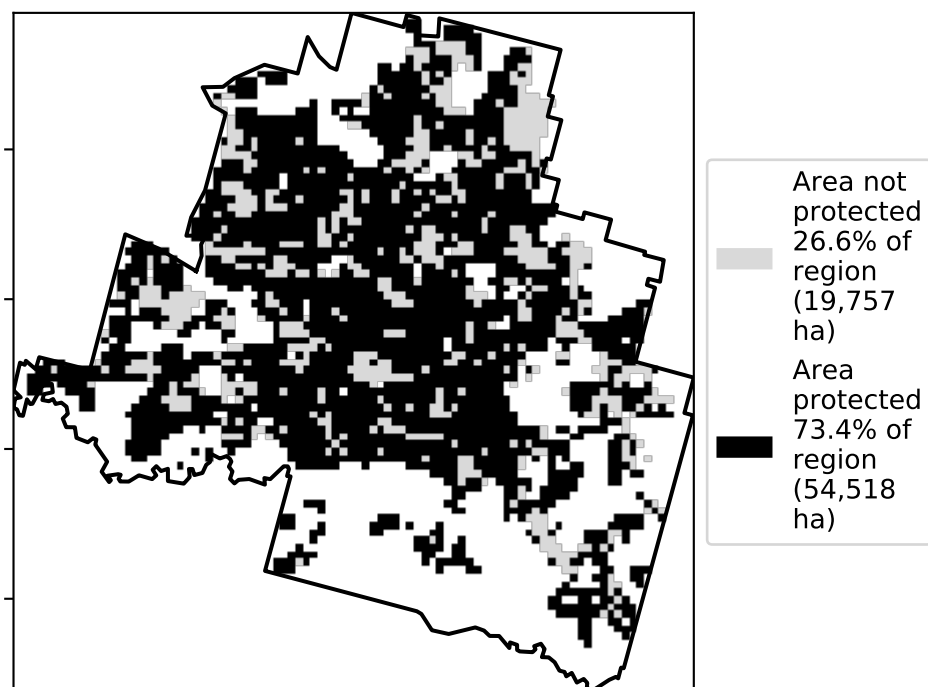 Area not
protected
26.6% of
region
(19,757
ha)
Area
protected
73.4% of
region
(54,518
ha)